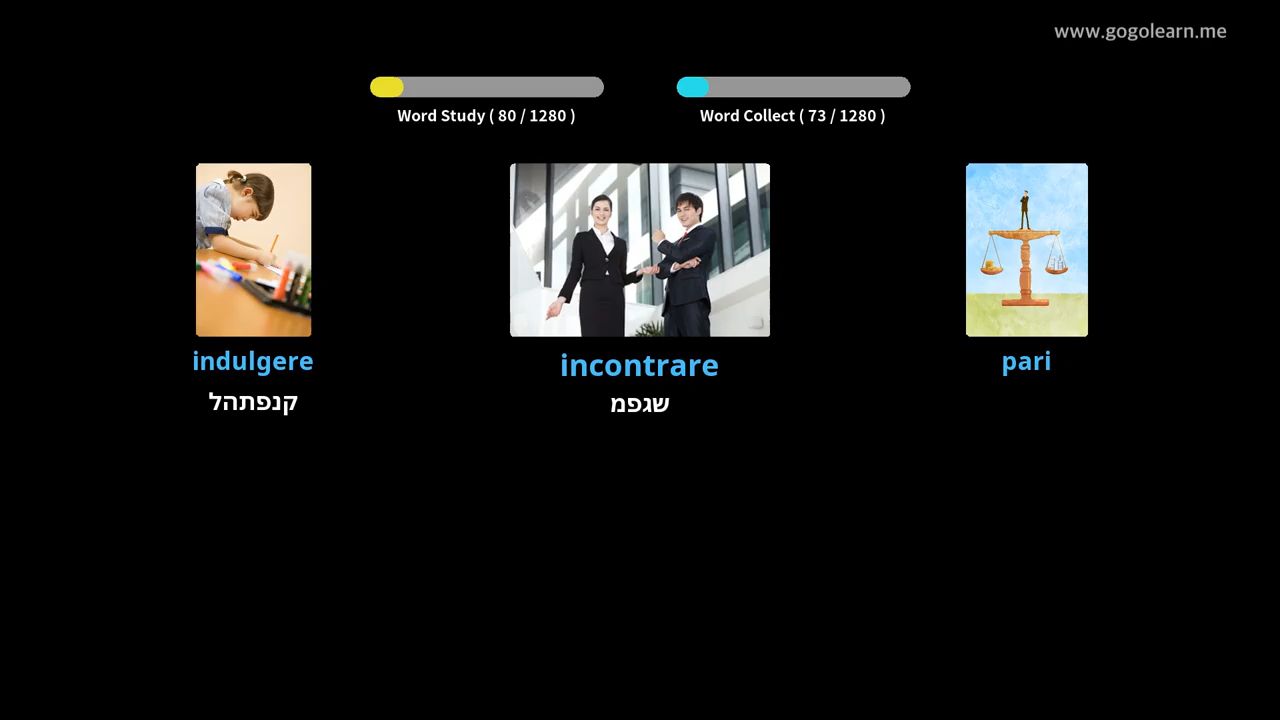 www.gogolearn.me
Word Study ( 80 / 1280 )
Word Collect ( 73 / 1280 )
indulgere
קנפתהל
incontrare
שגפמ
pari